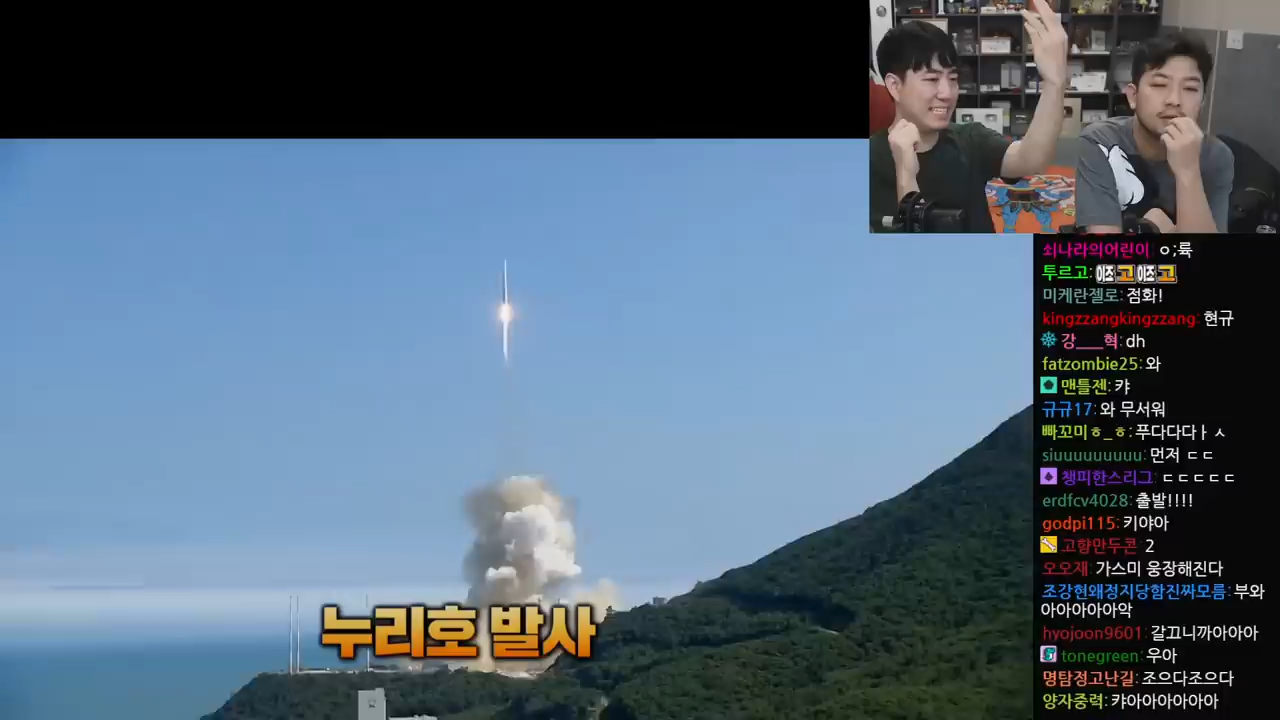 누리호 발사
쇠나라의어린이: ㅇ;륙
투르고: 이즈고이즈고
미케란젤로: 점화!
kingzzangkingzzang: 현규
강___혁: dh
fatzombie25: 와
맨틀젠: 캬
규규17: 와 무서워
빠꼬미ㅎ_ㅎ: 푸다다다ㅏㅅ
siuuuuuuuuu: 먼저 ㄷㄷ
챙피한스리그: ㄷㄷㄷㄷㄷ
erdfcv4028: 출발!!!!
godpi115: 키야아
고향만두콘: 2
오오재: 가스미 웅장해진다
조강현왜정지당함진짜모름: 부와
아아아아아악
hyojoon9601: 갈끄니까아아아
tonegreen: 우아
명탐정고난길: 조으다조으다
양자중력: 캬아아아아아아